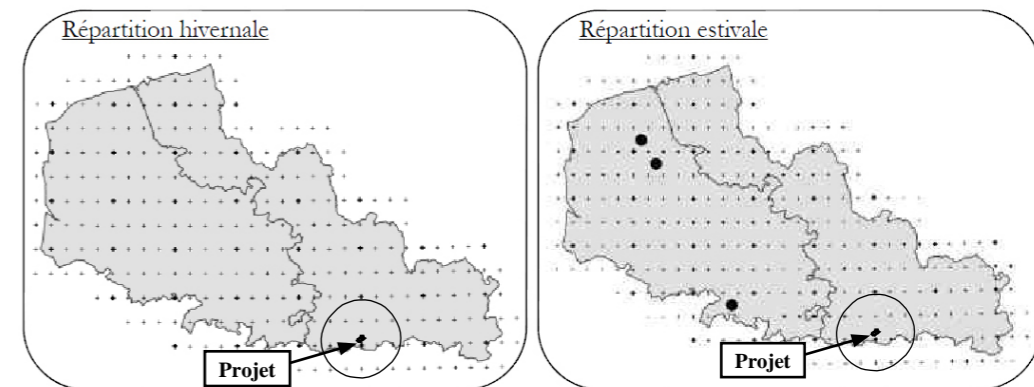 Répartition hivernale
Répartition estivale
Projet
Projet